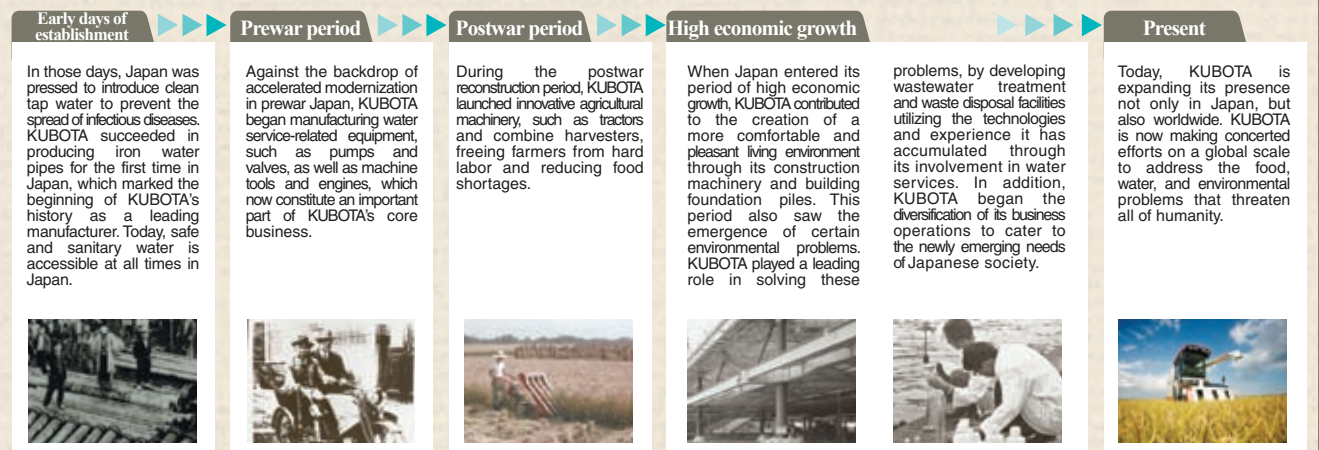 Early days of
establishment
In those days, Japan was
pressed to introduce clean
tap water to prevent the
spread of infectious diseases.
KUBOTA succeeded in
producing iron water
pipes for the first time in
Japan, which marked the
beginning of KUBOTA's
history as a leading
manufacturer. Today, safe
and sanitary water is
accessible at all times in
Japan.
Prewar period
Against the backdrop of
accelerated modernization
in prewar Japan, KUBOTA
began manufacturing water
service-related equipment,
such as pumps and
valves, as well as machine
tools and engines, which
now constitute an important
part of KUBOTA's core
business.
Postwar period
During the postwar
reconstruction period, KUBOTA
launched innovative agricultural
machinery, such as tractors
and combine harvesters,
freeing farmers from hard
labor and reducing food
shortages.
High economic growth
When Japan entered its
period of high economic
growth, KUBOTA contributed
to the creation of a
more comfortable and
pleasant living environment
through its construction
machinery and building
foundation piles. This
period also saw the
emergence of certain
environmental problems.
KUBOTA played a leading
role in solving these
problems, by developing
wastewater treatment
and waste disposal facilities
utilizing the technologies
and experience it has
accumulated through
its involvement in water
services. In addition,
KUBOTA began the
diversification of its business
operations to cater to
the newly emerging needs
of Japanese society.
Present
Today, KUBOTA is
expanding its presence
not only in Japan, but
also worldwide. KUBOTA
is now making concerted
efforts on a global scale
to address the food,
water, and environmental
problems that threaten
all of humanity.